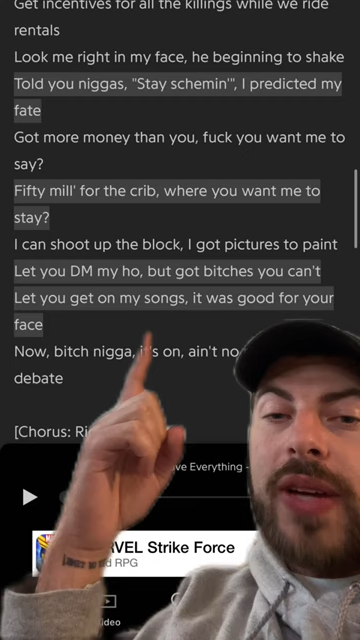 Get incentives for all the killings while we ride
rentals
Look me right in my face, he beginning to shake
Told you niggas, "Stay schemin'", I predicted my
fate
Got more money than you, fuck you want me to
say?
Fifty mill' for the crib, where you want me to
stay?
I can shoot up the block, I got pictures to paint
Let you DM my ho, but got bitches you can't
Let you get on my songs, it was good for your
face
Now, bitch nigga, it's on, ain't no
debate
[Chorus:
Everything -
Strike Force
RPG